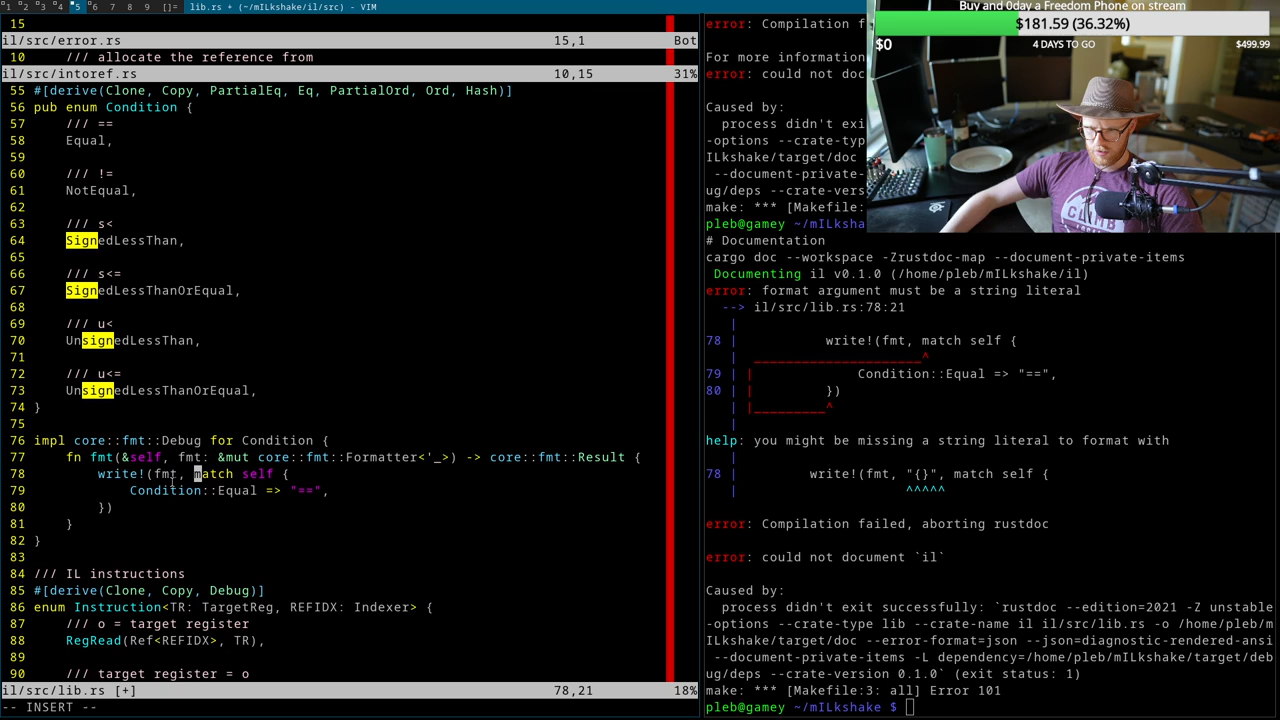 1 2 3 4 5 6 7 8 9 []= lib.rs + (~/mILkshake/il/src) - VIM
15
il/src/error.rs 15,1 Bot
10 /// allocate the reference from
il/src/intoref.rs 10,15 31%
55 #[derive(Clone, Copy, PartialEq, Eq, PartialOrd, Ord, Hash)]
56 pub enum Condition {
57 /// ==
58 Equal,
59
60 /// !=
61 NotEqual,
62
63 /// s<
64 SignedLessThan,
65
66 /// s<=
67 SignedLessThanOrEqual,
68
69 /// u<
70 UnsignedLessThan,
71
72 /// u<=
73 UnsignedLessThanOrEqual,
74 }
75
76 impl core::fmt::Debug for Condition {
77 fn fmt(&self, fmt: &mut core::fmt::Formatter<'_>) -> core::fmt::Result {
78 write!(fmt, match self {
79 Condition::Equal => "==",
80 })
81 }
82 }
83
84 /// IL instructions
85 #[derive(Clone, Copy, Debug)]
86 enum Instruction<TR: TargetReg, REFIDX: Indexer> {
87 /// o = target register
88 RegRead(Ref<REFIDX>, TR),
89
90 /// target register = o
il/src/lib.rs [+] 78,21 18%
-- INSERT --
error: Compilation f
For more information
error: could not doc
Caused by:
process didn't exi
-options --crate-typ
ILkshake/target/doc
--document-private-
ug/deps --crate-vers
make: *** [Makefile:
pleb@gamey ~/mILksha
# Documentation
cargo doc --workspace -Zrustdoc-map --document-private-items
Documenting il v0.1.0 (/home/pleb/mILkshake/il)
error: format argument must be a string literal
--> il/src/lib.rs:78:21
|
78 | write!(fmt, match self {
| _____________________^
79 | | Condition::Equal => "==",
80 | | })
| |_________^
|
help: you might be missing a string literal to format with
|
78 | write!(fmt, "{}", match self {
| ^^^^^
error: Compilation failed, aborting rustdoc
error: could not document `il`
Caused by:
process didn't exit successfully: `rustdoc --edition=2021 -Z unstable
-options --crate-type lib --crate-name il il/src/lib.rs -o /home/pleb/m
ILkshake/target/doc --error-format=json --json=diagnostic-rendered-ansi
--document-private-items -L dependency=/home/pleb/mILkshake/target/deb
ug/deps --crate-version 0.1.0` (exit status: 1)
make: *** [Makefile:3: all] Error 101
pleb@gamey ~/mILkshake $
Buy and 0day a Freedom Phone on stream
$181.59 (36.32%)
$0 4 DAYS TO GO $499.99
CLIMB